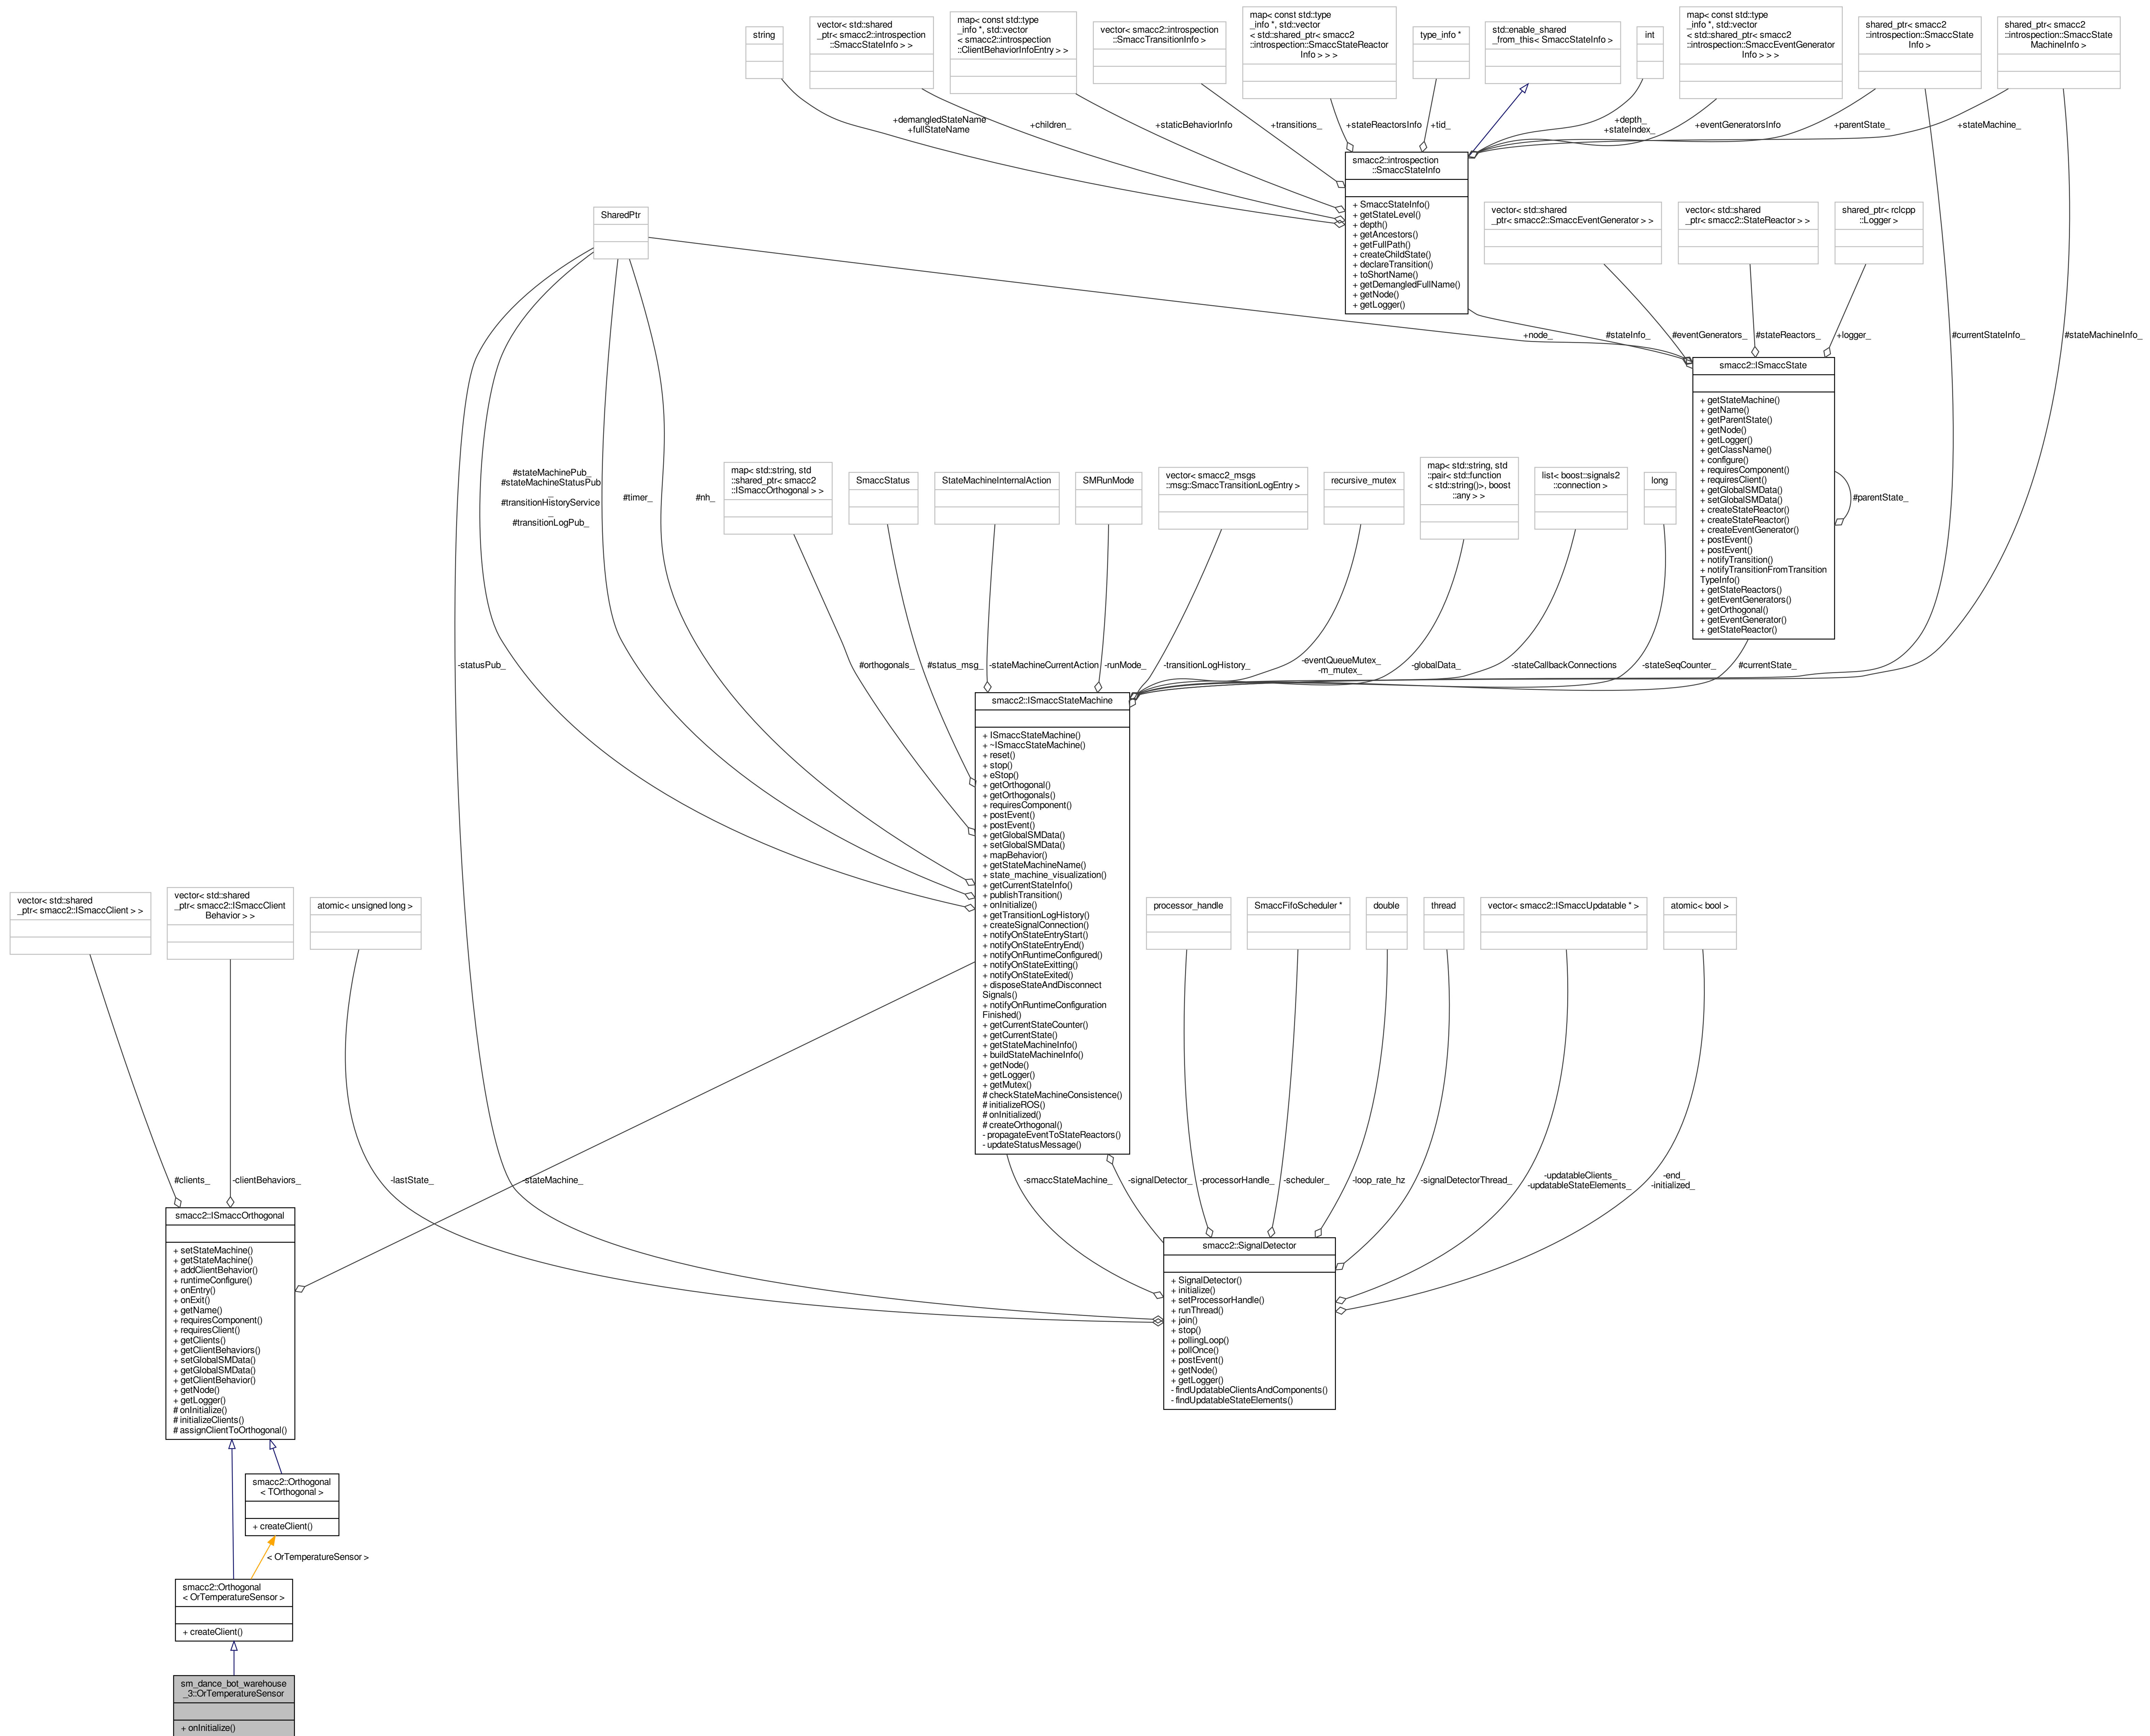 string
vector< std::shared
_ptr< smacc2::introspection
::SmaccStateInfo > >
map< const std::type
_info *, std::vector
< smacc2::introspection
::ClientBehaviorInfoEntry > >
vector< smacc2::introspection
::SmaccTransitionInfo >
map< const std::type
_info *, std::vector
< std::shared_ptr< smacc2
::introspection::SmaccStateReactor
Info > > >
type_info *
std::enable_shared
_from_this< SmaccStateInfo >
int
map< const std::type
_info *, std::vector
< std::shared_ptr< smacc2
::introspection::SmaccEventGenerator
Info > > >
shared_ptr< smacc2
::introspection::SmaccState
Info >
shared_ptr< smacc2
::introspection::SmaccState
MachineInfo >
+demangledStateName
+fullStateName
+children_
+staticBehaviorInfo
+transitions_
+stateReactorsInfo
+tid_
+depth_
+stateIndex_
+eventGeneratorsInfo
+parentState_
+stateMachine_
smacc2::introspection
::SmaccStateInfo
+ SmaccStateInfo()
+ getStateLevel()
+ depth()
+ getAncestors()
+ getFullPath()
+ createChildState()
+ declareTransition()
+ toShortName()
+ getDemangledFullName()
+ getNode()
+ getLogger()
SharedPtr
vector< std::shared
_ptr< smacc2::SmaccEventGenerator > >
vector< std::shared
_ptr< smacc2::StateReactor > >
shared_ptr< rclcpp
::Logger >
+node_
#stateInfo_
#eventGenerators_
#stateReactors_
+logger_
#currentStateInfo_
#stateMachineInfo_
smacc2::ISmaccState
+ getStateMachine()
+ getName()
+ getParentState()
+ getNode()
+ getLogger()
+ getClassName()
+ configure()
+ requiresComponent()
+ requiresClient()
+ getGlobalSMData()
+ setGlobalSMData()
+ createStateReactor()
+ createStateReactor()
+ createEventGenerator()
+ postEvent()
+ postEvent()
+ notifyTransition()
+ notifyTransitionFromTransition
TypeInfo()
+ getStateReactors()
+ getEventGenerators()
+ getOrthogonal()
+ getEventGenerator()
+ getStateReactor()
#parentState_
#stateMachinePub_
#stateMachineStatusPub
_
#transitionHistoryService
_
#transitionLogPub_
#timer_
#nh_
map< std::string, std
::shared_ptr< smacc2
::ISmaccOrthogonal > >
SmaccStatus
StateMachineInternalAction
SMRunMode
vector< smacc2_msgs
::msg::SmaccTransitionLogEntry >
recursive_mutex
map< std::string, std
::pair< std::function
< std::string()>, boost
::any > >
list< boost::signals2
::connection >
long
-statusPub_
#orthogonals_
#status_msg_
-stateMachineCurrentAction
-runMode_
-transitionLogHistory_
-eventQueueMutex_
-m_mutex_
-globalData_
-stateCallbackConnections
-stateSeqCounter_
#currentState_
smacc2::ISmaccStateMachine
+ ISmaccStateMachine()
+ ~ISmaccStateMachine()
+ reset()
+ stop()
+ eStop()
+ getOrthogonal()
+ getOrthogonals()
+ requiresComponent()
+ postEvent()
+ postEvent()
+ getGlobalSMData()
+ setGlobalSMData()
+ mapBehavior()
+ getStateMachineName()
+ state_machine_visualization()
+ getCurrentStateInfo()
+ publishTransition()
+ onInitialize()
+ getTransitionLogHistory()
+ createSignalConnection()
+ notifyOnStateEntryStart()
+ notifyOnStateEntryEnd()
+ notifyOnRuntimeConfigured()
+ notifyOnStateExitting()
+ notifyOnStateExited()
+ disposeStateAndDisconnect
Signals()
+ notifyOnRuntimeConfiguration
Finished()
+ getCurrentStateCounter()
+ getCurrentState()
+ getStateMachineInfo()
+ buildStateMachineInfo()
+ getNode()
+ getLogger()
+ getMutex()
# checkStateMachineConsistence()
# initializeROS()
# onInitialized()
# createOrthogonal()
- propagateEventToStateReactors()
- updateStatusMessage()
vector< std::shared
_ptr< smacc2::ISmaccClient > >
vector< std::shared
_ptr< smacc2::ISmaccClient
Behavior > >
atomic< unsigned long >
processor_handle
SmaccFifoScheduler *
double
thread
vector< smacc2::ISmaccUpdatable * >
atomic< bool >
#clients_
-clientBehaviors_
-lastState_
-stateMachine_
-smaccStateMachine_
-signalDetector_
-processorHandle_
-scheduler_
-loop_rate_hz
-signalDetectorThread_
-updatableClients_
-updatableStateElements_
-end_
-initialized_
smacc2::ISmaccOrthogonal
+ setStateMachine()
+ getStateMachine()
+ addClientBehavior()
+ runtimeConfigure()
+ onEntry()
+ onExit()
+ getName()
+ requiresComponent()
+ requiresClient()
+ getClients()
+ getClientBehaviors()
+ setGlobalSMData()
+ getGlobalSMData()
+ getClientBehavior()
+ getNode()
+ getLogger()
# onInitialize()
# initializeClients()
# assignClientToOrthogonal()
smacc2::SignalDetector
+ SignalDetector()
+ initialize()
+ setProcessorHandle()
+ runThread()
+ join()
+ stop()
+ pollingLoop()
+ pollOnce()
+ postEvent()
+ getNode()
+ getLogger()
- findUpdatableClientsAndComponents()
- findUpdatableStateElements()
smacc2::Orthogonal
< TOrthogonal >
+ createClient()
< OrTemperatureSensor >
smacc2::Orthogonal
< OrTemperatureSensor >
+ createClient()
sm_dance_bot_warehouse
_3::OrTemperatureSensor
+ onInitialize()